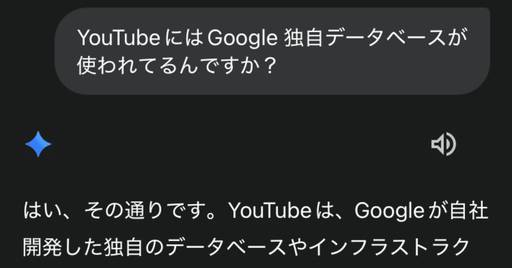 YouTubeにはGoogle 独自データベースが
使われてるんですか？
はい、その通りです。YouTubeは、Googleが自社
開発した独自のデータベースやインフラストラク